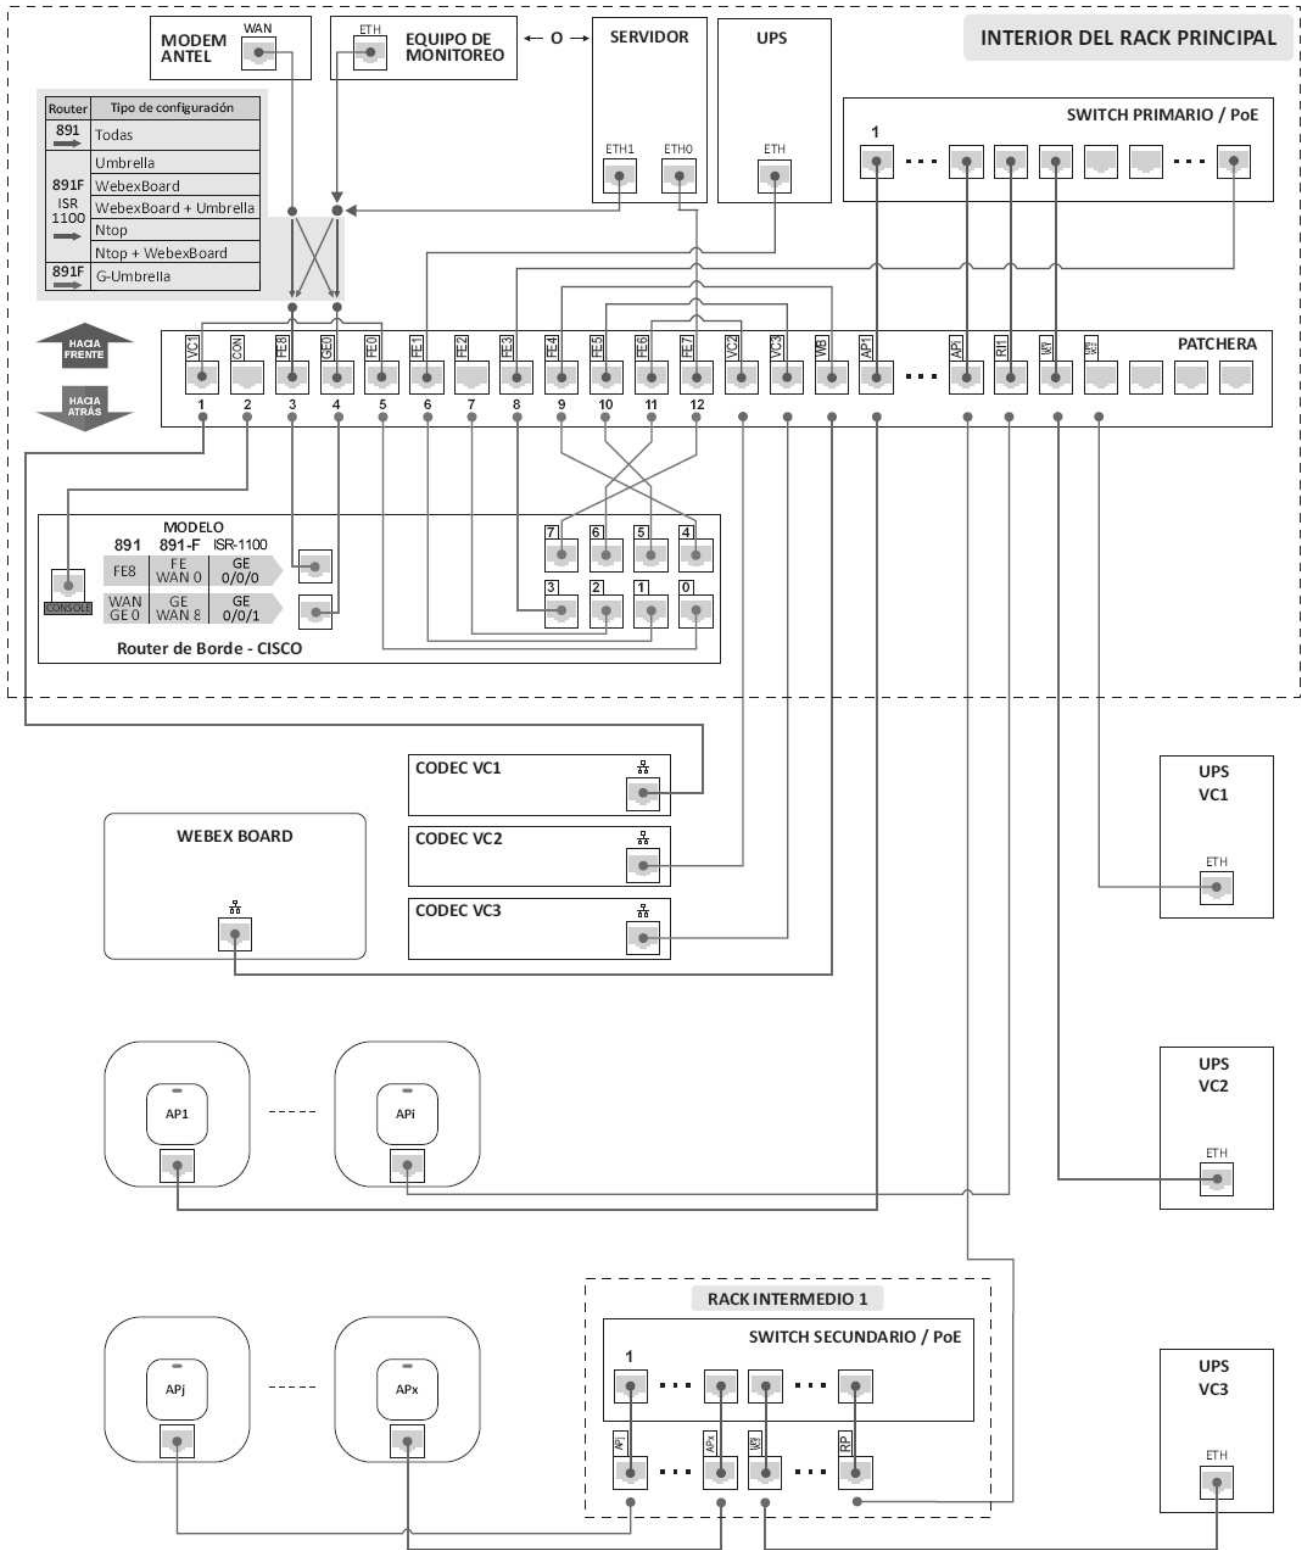 INTERIOR DEL RACK PRINCIPAL
MODEM
ANTEL
WAN
ETH
EQUIPO DE
MONITOREO
O
SERVIDOR
ETH1
ETH0
UPS
ETH
SWITCH PRIMARIO / PoE
1
Router Tipo de configuración
891 Todas
891F
ISR
1100
Umbrella
WebexBoard
WebexBoard + Umbrella
Ntop
Ntop + WebexBoard
891F G-Umbrella
HACIA
FRENTE
HACIA
ATRÁS
PATCHERA
VC1 CON FE8 GE0 FE0 FE1 FE2 FE3 FE4 FE5 FE6 FE7 VC2 VC3 WB AP1 APi RI1
1 2 3 4 5 6 7 8 9 10 11 12
MODELO
891 891-F ISR-1100
FE8
FE
WAN 0
GE
0/0/0
WAN
GE 0
GE
WAN 8
GE
0/0/1
CONSOLE
Router de Borde - CISCO
7 6 5 4
3 2 1 0
CODEC VC1
CODEC VC2
CODEC VC3
WEBEX BOARD
UPS
VC1
ETH
AP1
APi
UPS
VC2
ETH
RACK INTERMEDIO 1
SWITCH SECUNDARIO / PoE
1
APj APx RP
APj
APx
UPS
VC3
ETH